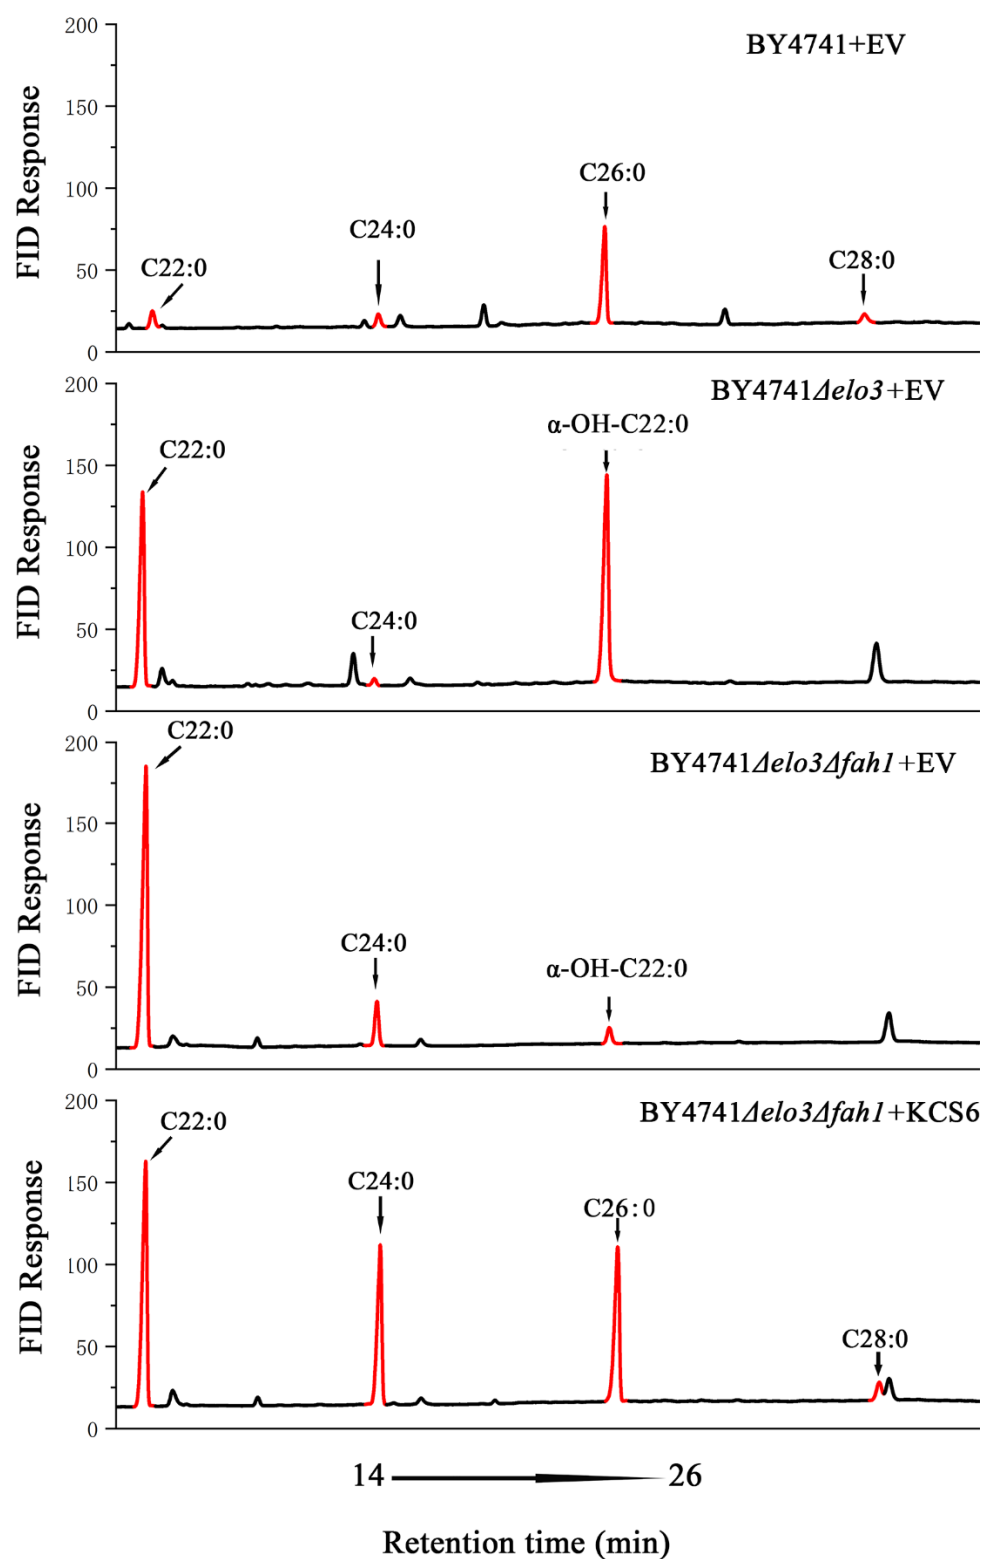 BY4741+EV
FID Response
200
150
100
50
0
C22:0
C24:0
C26:0
C28:0
BY4741Δelo3+EV
FID Response
200
150
100
50
0
C22:0
C24:0
α-OH-C22:0
BY4741Δelo3Δfah1+EV
FID Response
200
150
100
50
0
C22:0
C24:0
α-OH-C22:0
BY4741Δelo3Δfah1+KCS6
FID Response
200
150
100
50
0
C22:0
C24:0
C26:0
C28:0
14 26
Retention time (min)